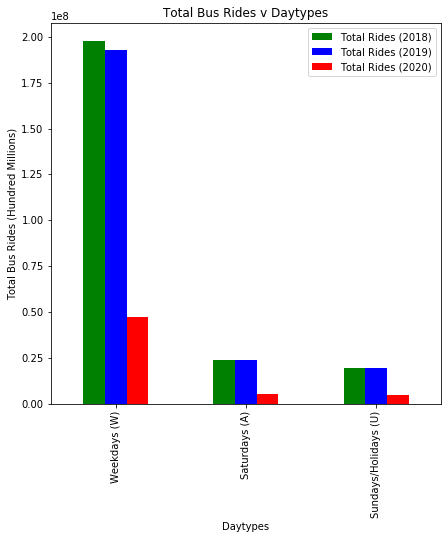 Total Bus Rides v Daytypes
1e8
Total Rides (2018)
Total Rides (2019)
Total Rides (2020)
Total Bus Rides (Hundred Millions)
2.00
1.75
1.50
1.25
1.00
0.75
0.50
0.25
0.00
Weekdays (W)
Saturdays (A)
Sundays/Holidays (U)
Daytypes